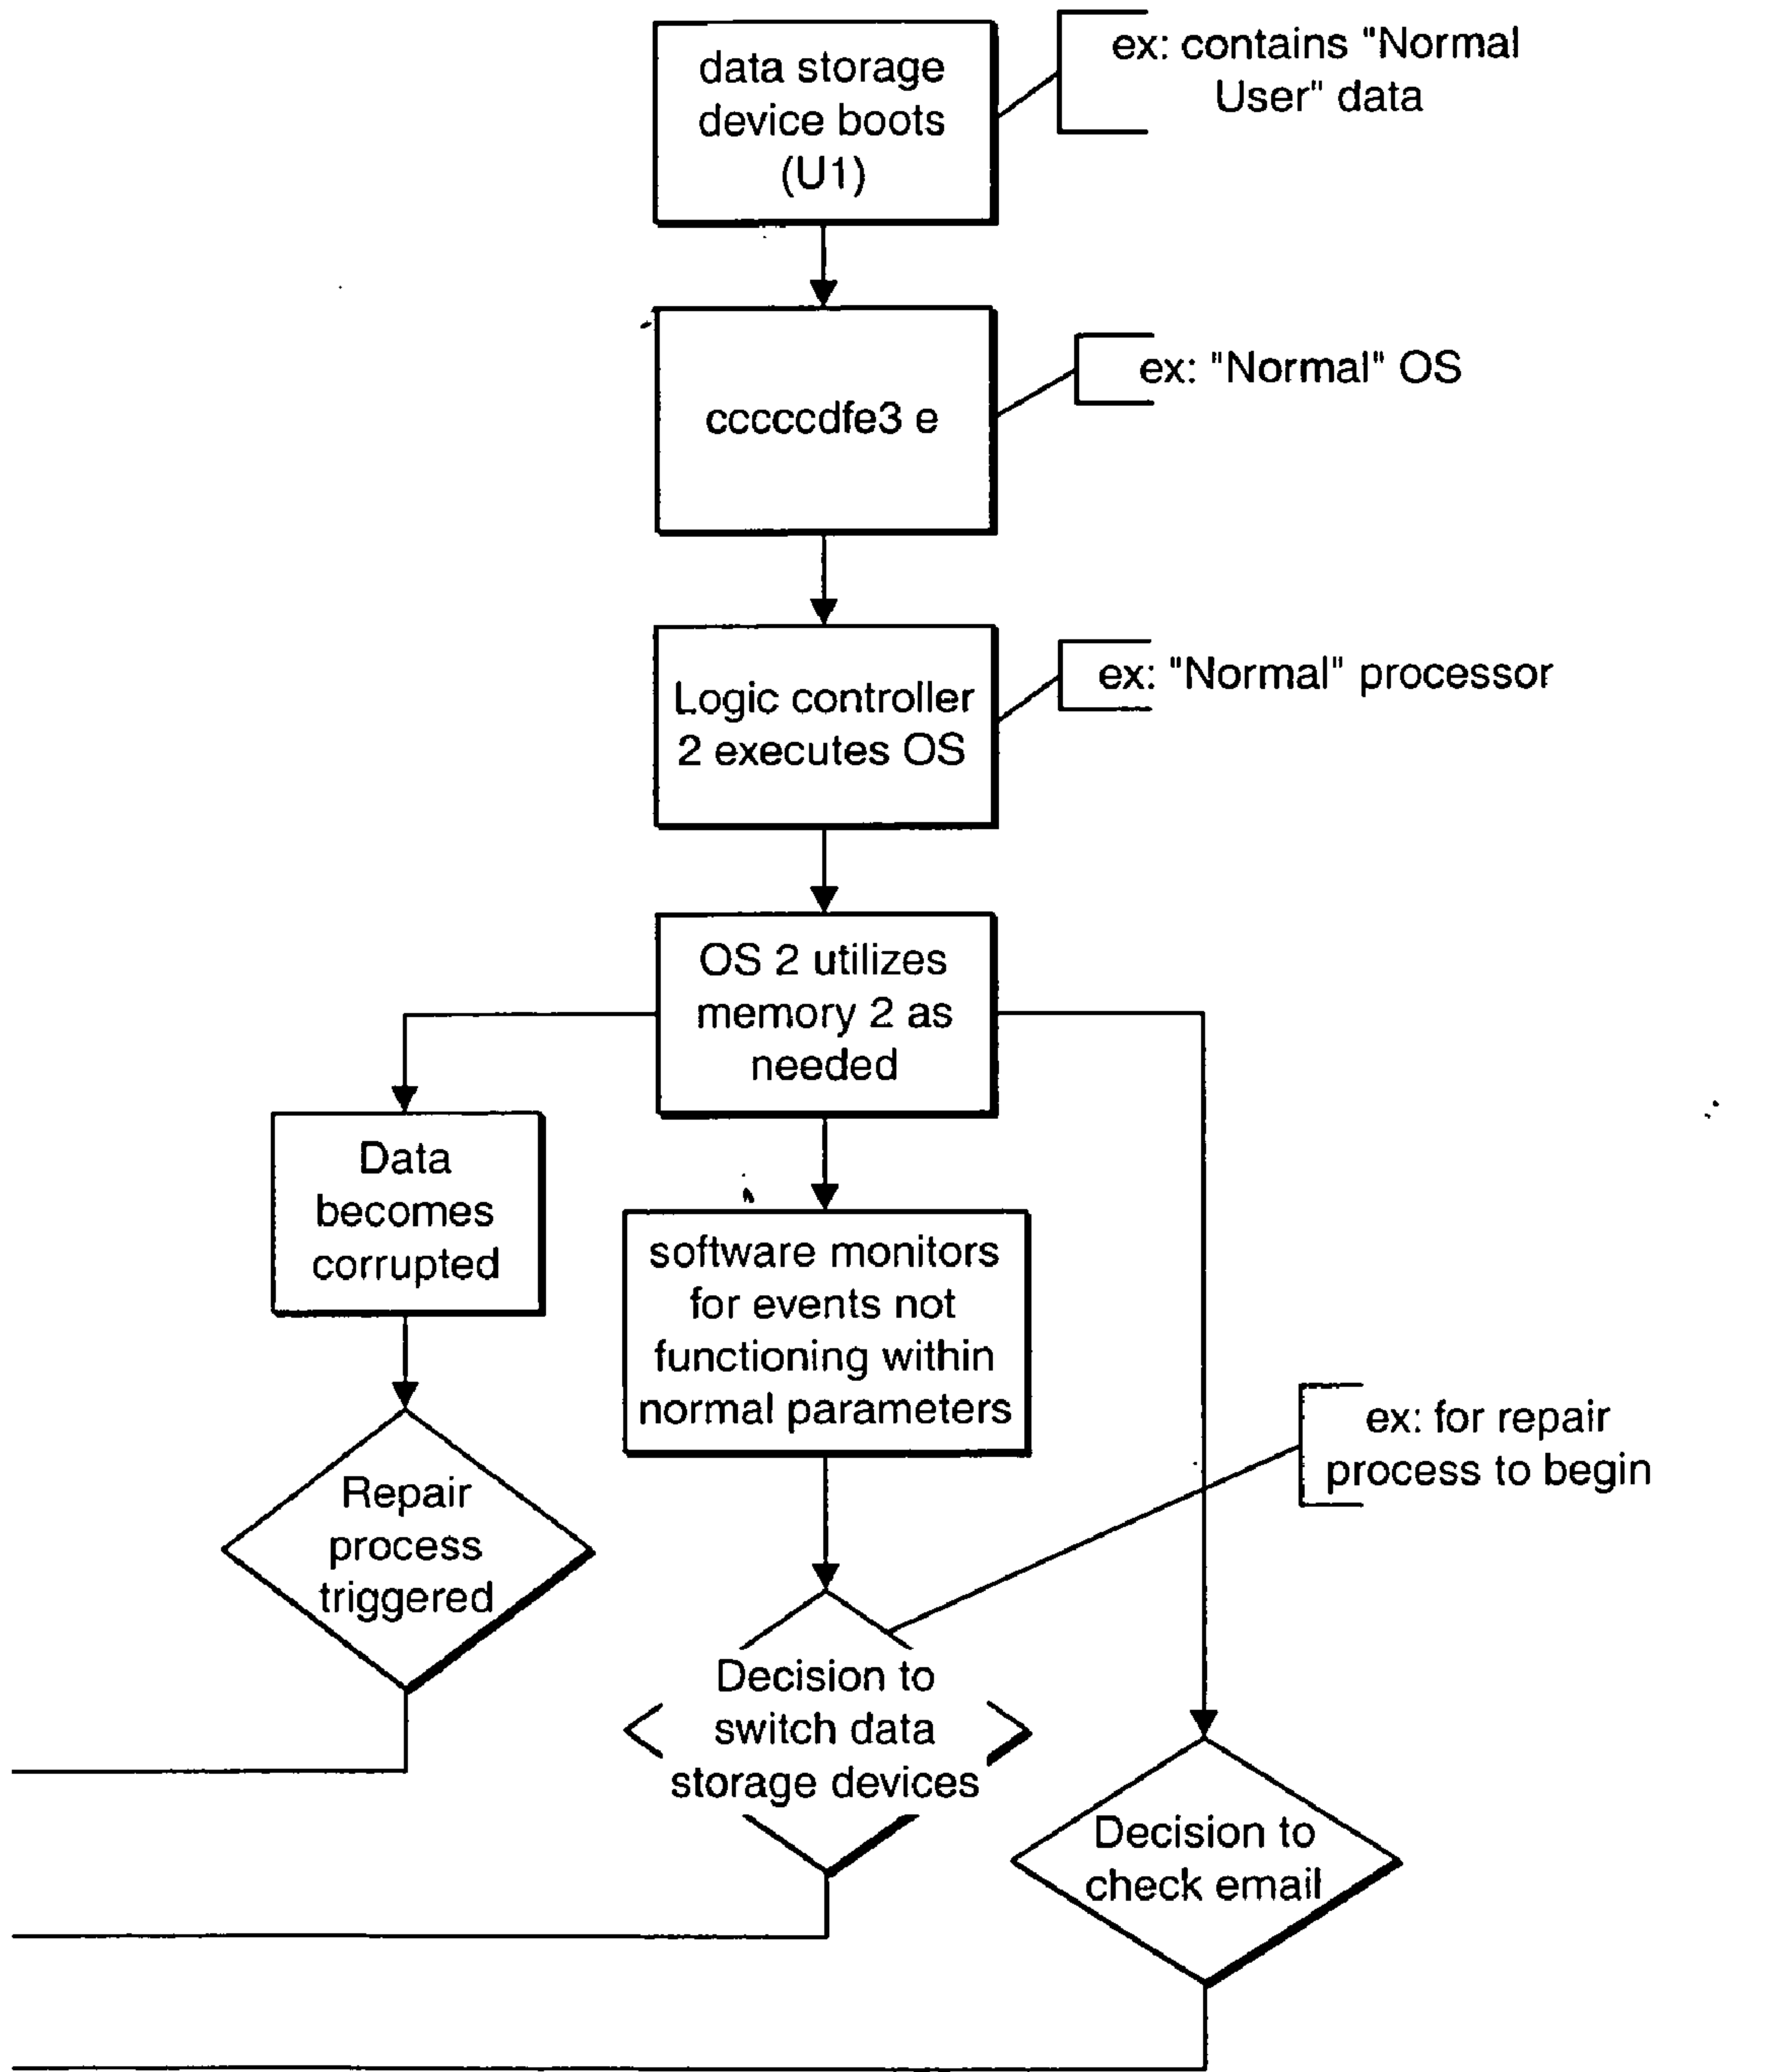 data storage
device boots
(U1)
ex: contains "Normal
User" data
cccccdfe3 e
ex: "Normal" OS
Logic controller
2 executes OS
ex: "Normal" processor
OS 2 utilizes
memory 2 as
needed
Data
becomes
corrupted
software monitors
for events not
functioning within
normal parameters
ex: for repair
process to begin
Repair
process
triggered
Decision to
switch data
storage devices
Decision to
check email